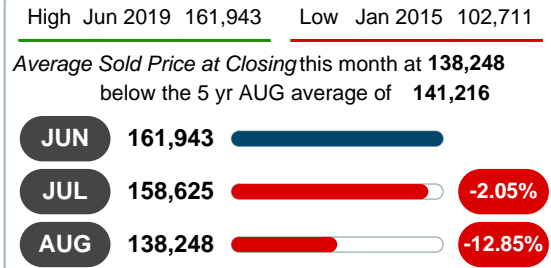 High Jun 2019 161,943 Low Jan 2015 102,711
Average Sold Price at Closing this month at 138,248
below the 5 yr AUG average of 141,216
JUN 161,943
JUL 158,625 -2.05%
AUG 138,248 -12.85%